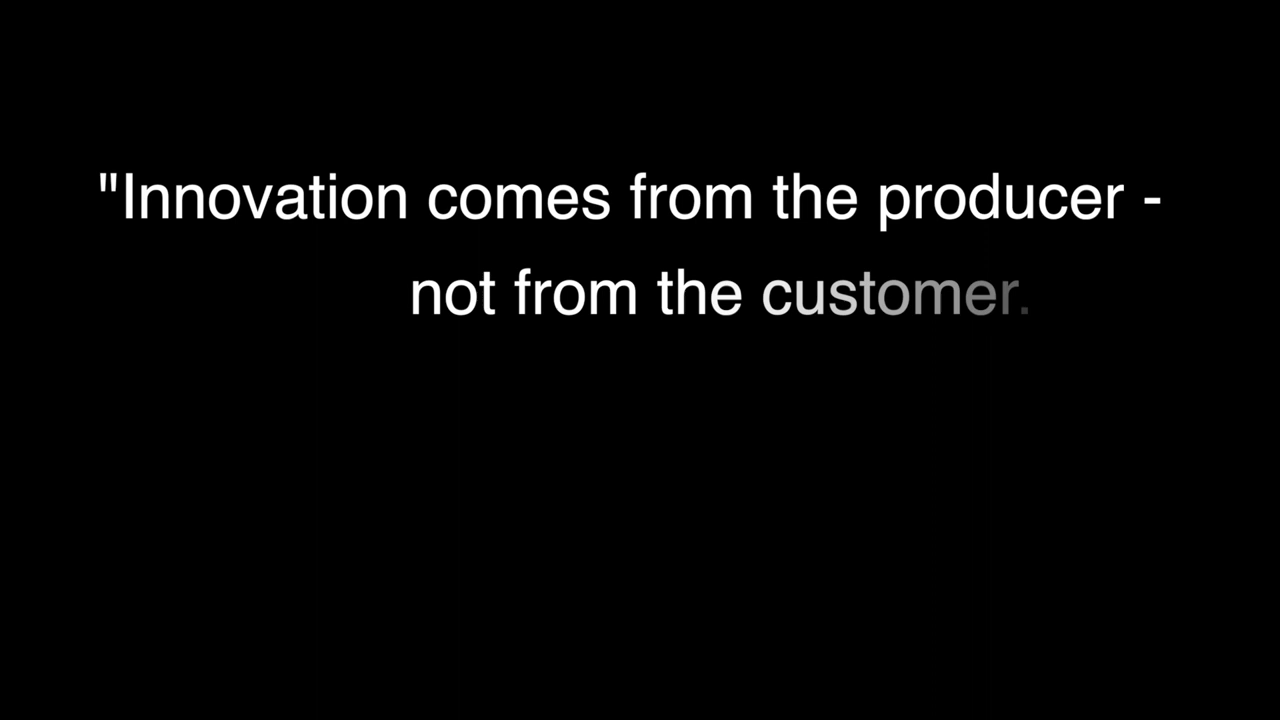 "Innovation comes from the producer -
not from the customer.